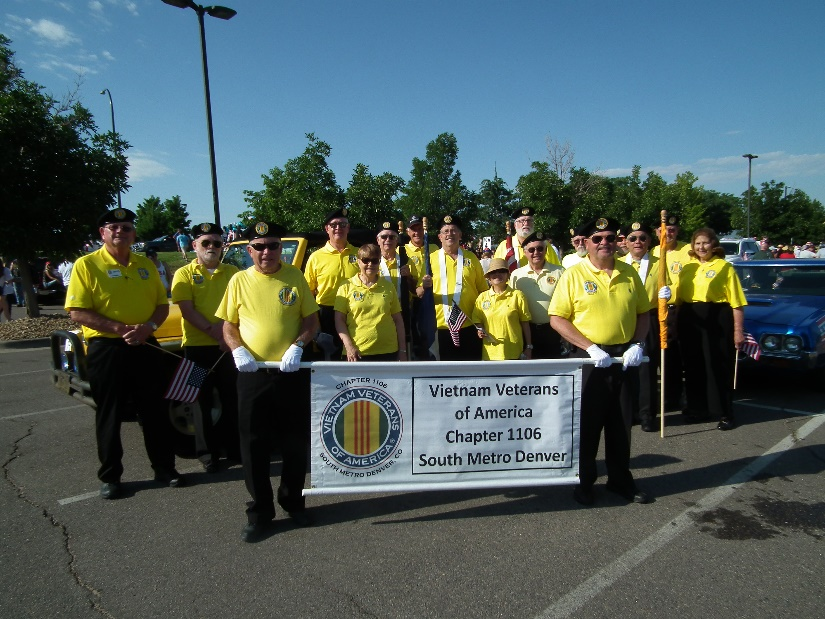 CHAPTER 1106
VIETNAM VETERANS
OF AMERICA
SOUTH METRO DENVER, CO
Vietnam Veterans
of America
Chapter 1106
South Metro Denver